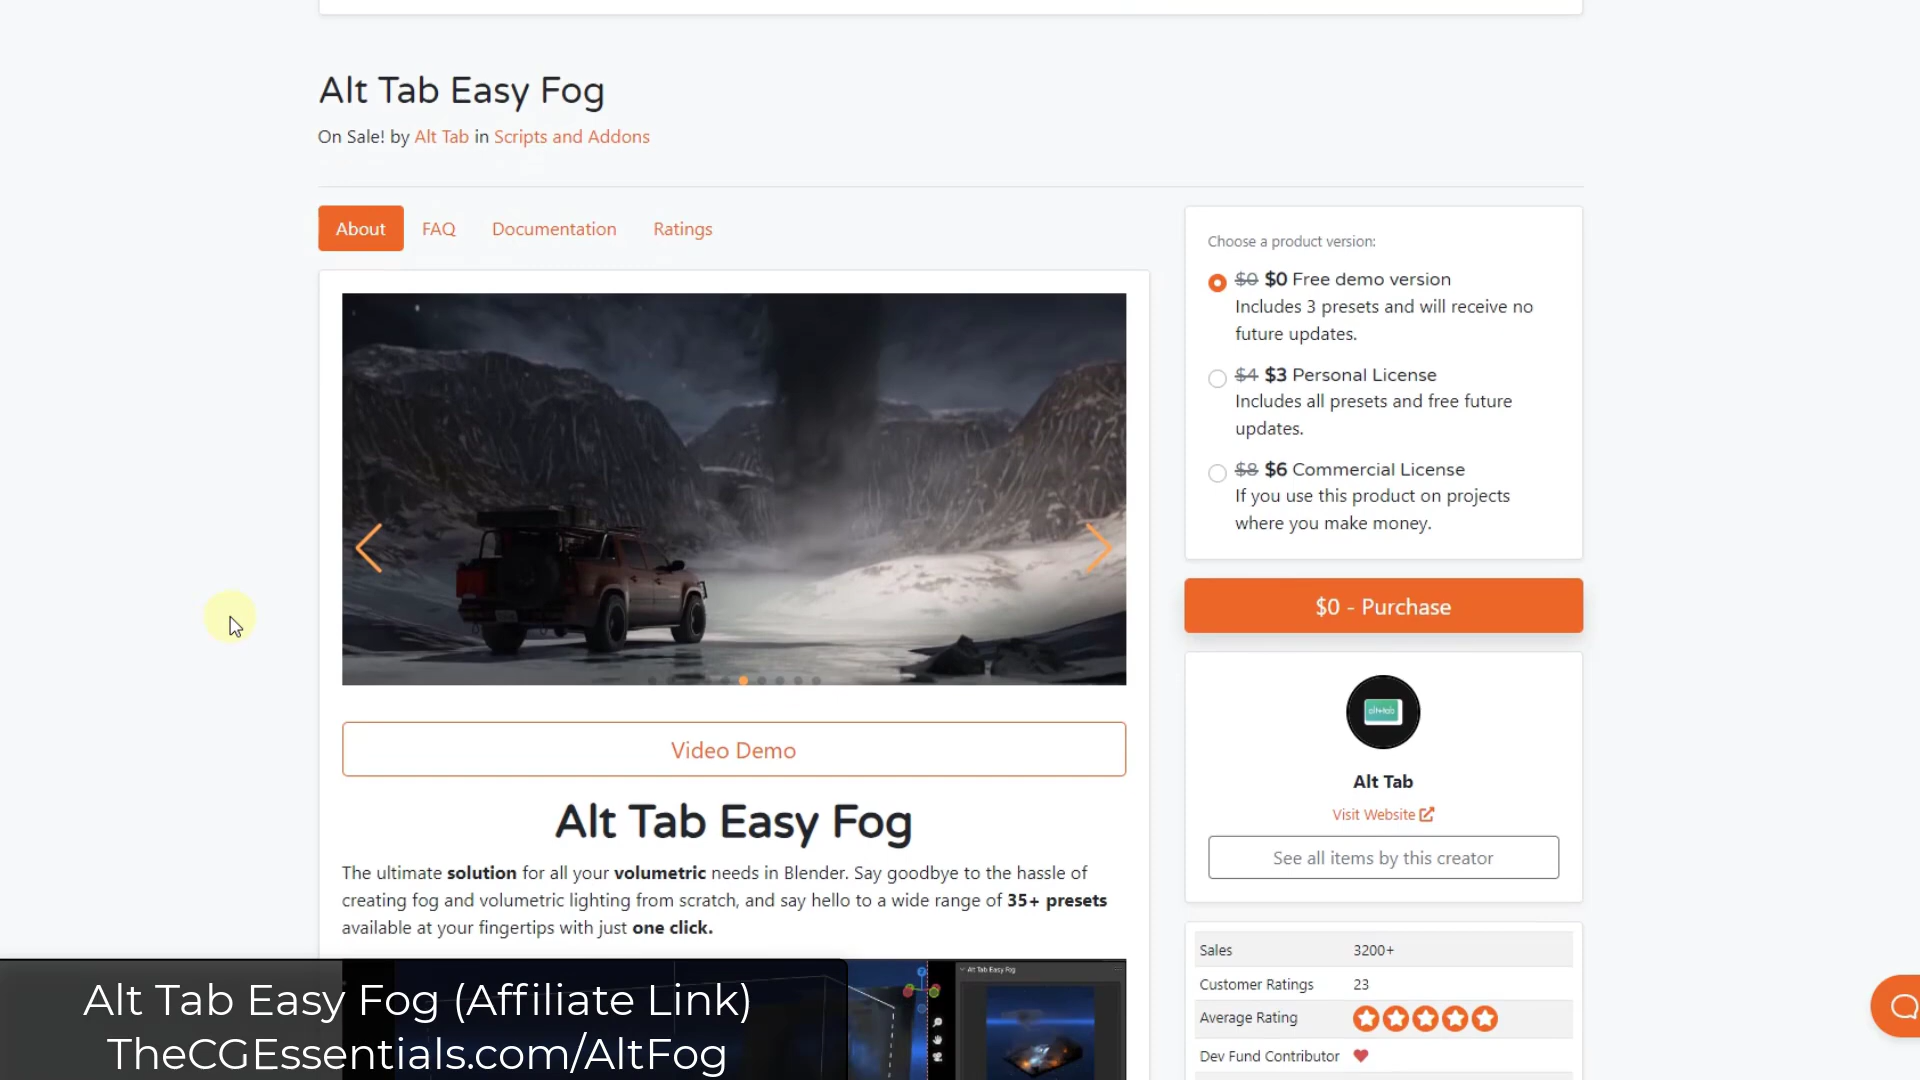 Alt Tab Easy Fog
On Sale! by Alt Tab in Scripts and Addons
About
FAQ
Documentation
Ratings
Choose a product version:
$0 $0 Free demo version
Includes 3 presets and will receive no
future updates.
$4 $3 Personal License
Includes all presets and free future
updates.
$8 $6 Commercial License
If you use this product on projects
where you make money.
$0 - Purchase
alt+tab
Alt Tab
Visit Website
See all items by this creator
Video Demo
Alt Tab Easy Fog
The ultimate solution for all your volumetric needs in Blender. Say goodbye to the hassle of
creating fog and volumetric lighting from scratch, and say hello to a wide range of 35+ presets
available at your fingertips with just one click.
Sales 3200+
Customer Ratings 23
Average Rating
Dev Fund Contributor
Alt Tab Easy Fog
Alt Tab Easy Fog (Affiliate Link)
TheCGEssentials.com/AltFog